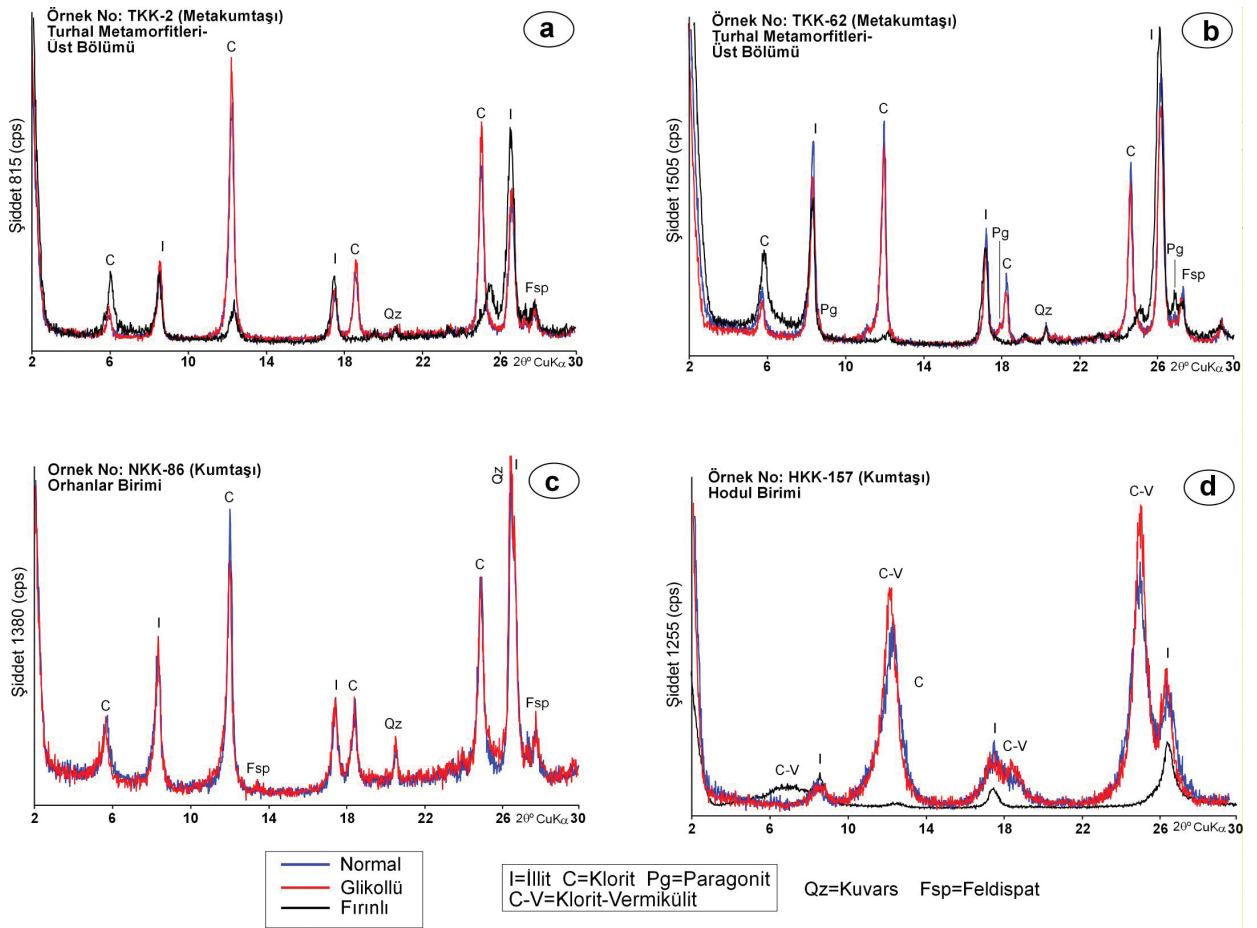 Örnek No: TKK-2 (Metakumtaşı)
Turhal Metamorfitleri-
Üst Bölümü
a
Şiddet 815 (cps)
C
I
C
I
C
Qz
C
I
Fsp
2
6
10
14
18
22
26
2θ° CuKα
30
Örnek No: TKK-62 (Metakumtaşı)
Turhal Metamorfitleri-
Üst Bölümü
b
Şiddet 1505 (cps)
C
I
Pg
C
I
Pg
C
Qz
C
I
Pg
Fsp
2
6
10
14
18
22
26
2θ° CuKα
30
Ornek No: NKK-86 (Kumtaşı)
Orhanlar Birimi
c
Şiddet 1380 (cps)
C
I
C
Fsp
I
C
Qz
C
Qz
I
Fsp
2
6
10
14
18
22
26
2θ° CuKα
30
Örnek No: HKK-157 (Kumtaşı)
Hodul Birimi
d
Şiddet 1255 (cps)
C-V
I
C-V
C
I
C-V
C-V
I
2
6
10
14
18
22
26
2θ° CuKα
30
Normal
Glikollü
Fırınlı
I=İllit C=Klorit Pg=Paragonit
C-V=Klorit-Vermikülit
Qz=Kuvars Fsp=Feldispat